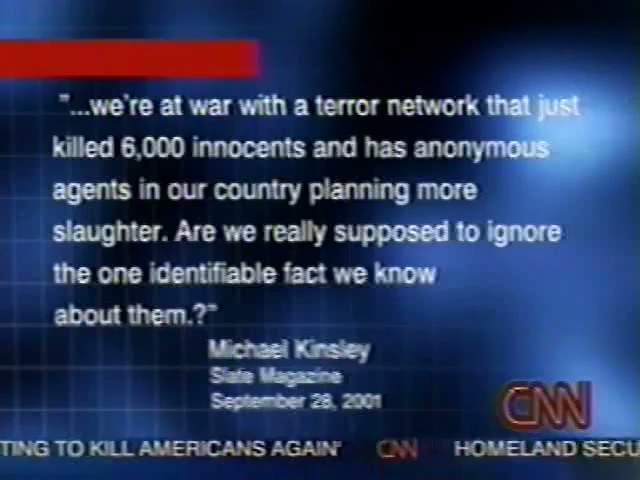 "...we're at war with a terror network that just
killed 6,000 innocents and has anonymous
agents in our country planning more
slaughter. Are we really supposed to ignore
the one identifiable fact we know
about them.?"
Michael Kinsley
Slate Magazine
September 28, 2001
CNN
TING TO KILL AMERICANS AGAIN' CNN HOMELAND SECU